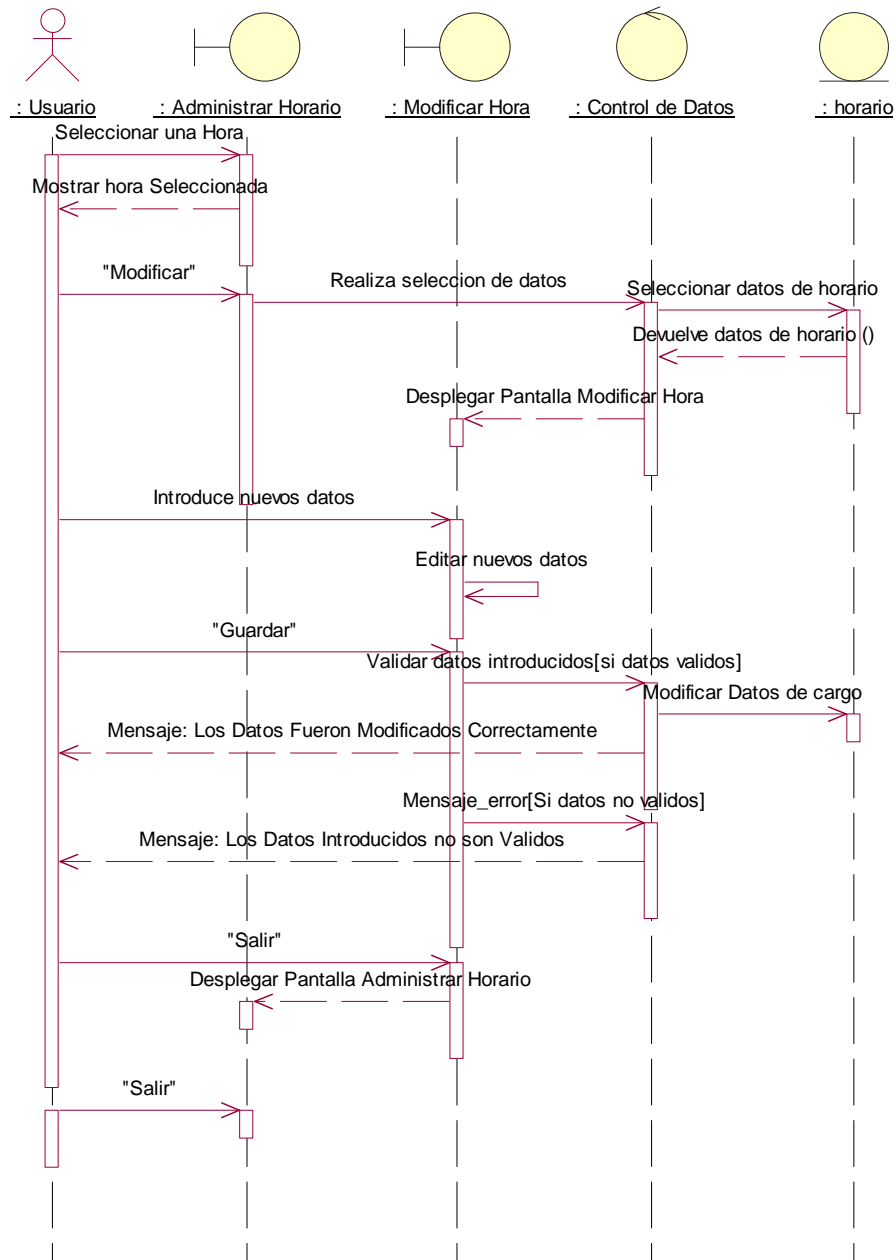 : Usuario
: Administrar Horario
: Modificar Hora
: Control de Datos
: horario
Seleccionar una Hora
Mostrar hora Seleccionada
"Modificar"
Realiza seleccion de datos
Seleccionar datos de horario
Devuelve datos de horario ()
Desplegar Pantalla Modificar Hora
Introduce nuevos datos
Editar nuevos datos
"Guardar"
Validar datos introducidos[si datos validos]
Modificar Datos de cargo
Mensaje: Los Datos Fueron Modificados Correctamente
Mensaje_error[Si datos no validos]
Mensaje: Los Datos Introducidos no son Validos
"Salir"
Desplegar Pantalla Administrar Horario
"Salir"